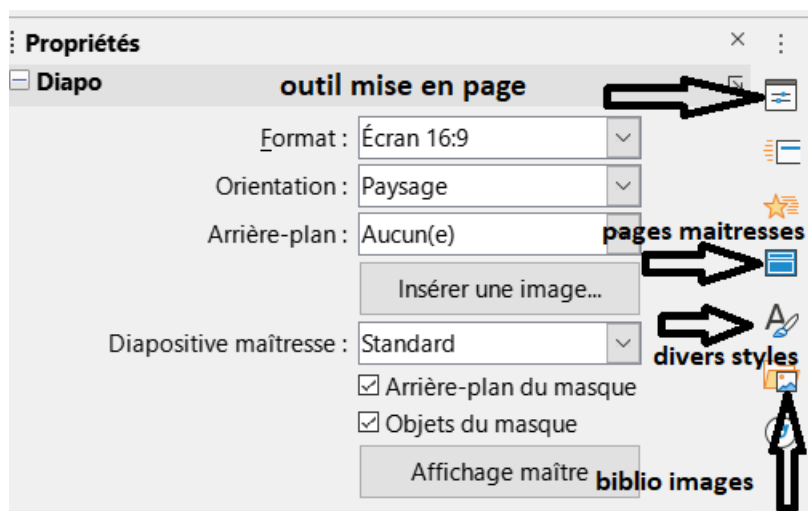 Propriétés
Diapo
outil mise en page
Format : Écran 16:9
Orientation : Paysage
Arrière-plan : Aucun(e)
pages maitresses
Insérer une image...
Diapositive maîtresse : Standard
divers styles
Arrière-plan du masque
Objets du masque
Affichage maître
biblio images